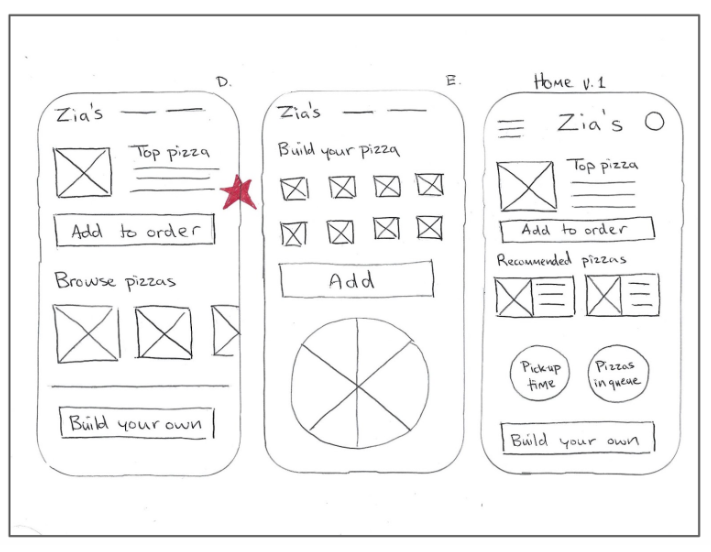 D.
Zia's
Top pizza
Add to order
Browse pizzas
Build your own
E.
Zia's
Build your pizza
Add
Home v.1
Zia's
Top pizza
Add to order
Recommended pizzas
Pickup
time
Pizzas
in queue
Build your own